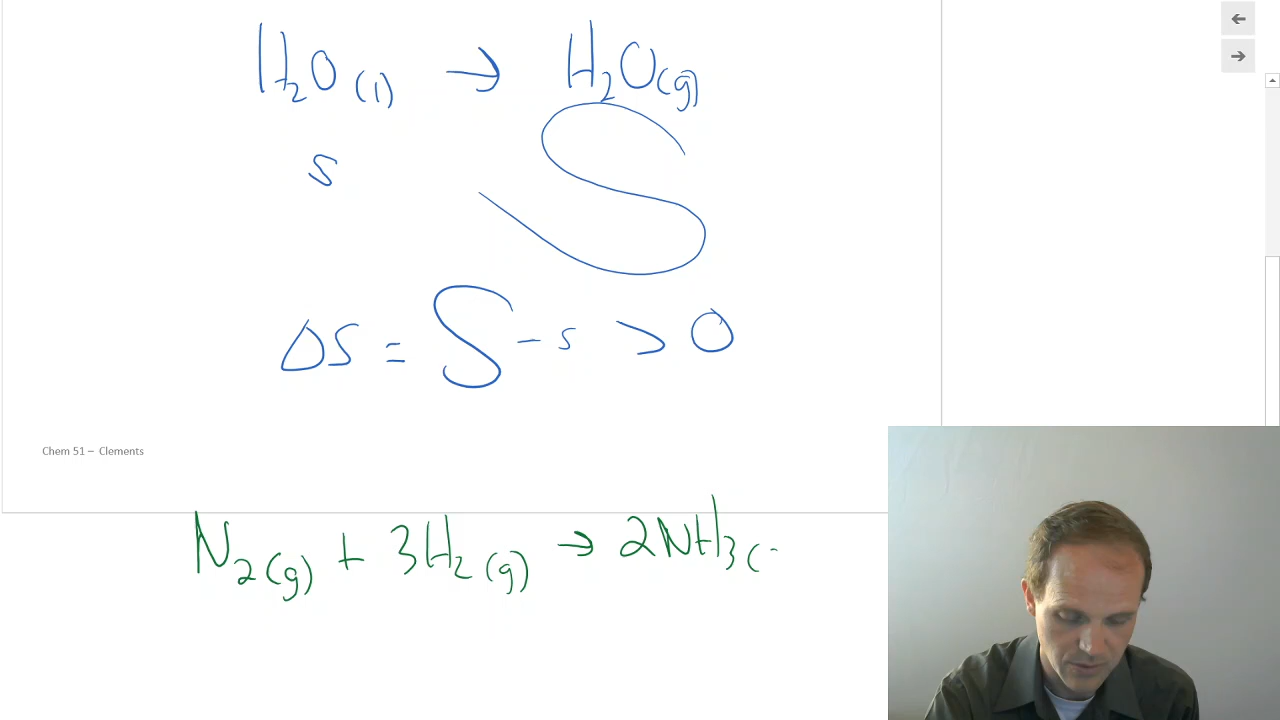 H₂O(l) → H₂O(g)
s S
ΔS = S - s > 0
Chem 51 – Clements
N₂(g) + 3H₂(g) → 2NH₃(